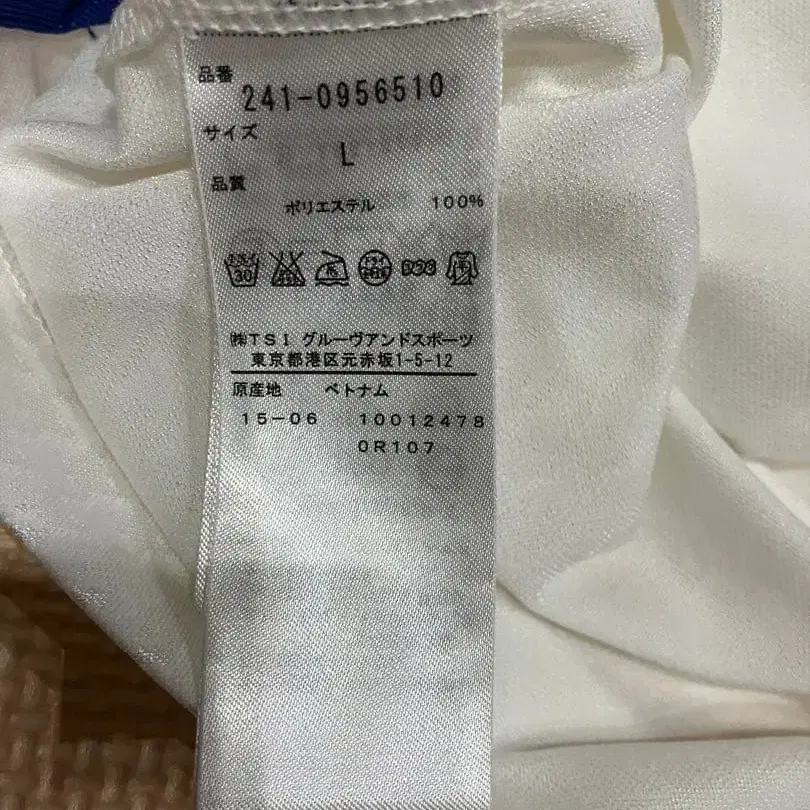 品番
241-0956510
サイズ
L
品質
ポリエステル 100%
30
㈱TSI グルーヴアンドスポーツ
東京都港区元赤坂1-5-12
原産地 ベトナム
15-06 10012478
0R107